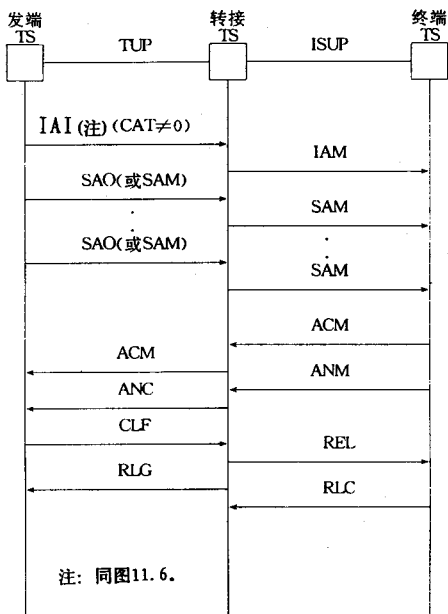 发端 转接 终端
TS TUP TS ISUP TS
IAI(注)(CAT≠0)
IAM
SAO(或SAM)
SAM
SAO(或SAM)
SAM
ACM
ACM
ANM
ANC
CLF
REL
RLG
RLC
注: 同图11.6。